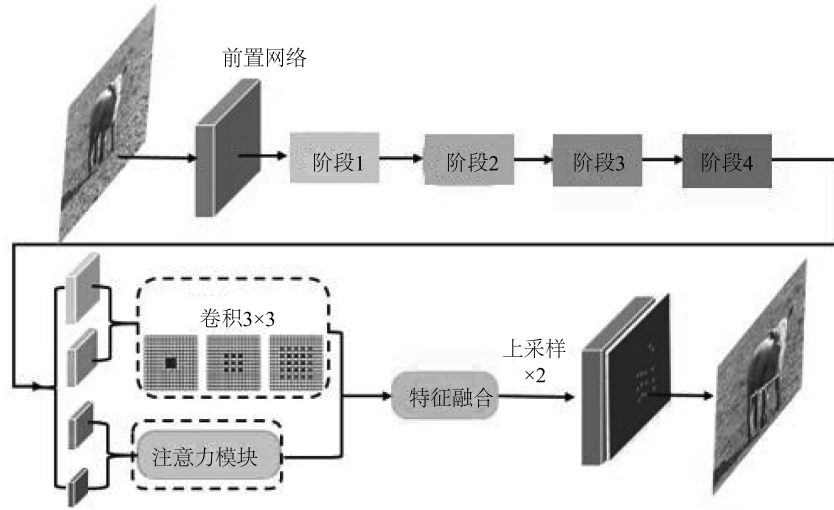 前置网络
阶段1
阶段2
阶段3
阶段4
卷积3×3
上采样
×2
特征融合
注意力模块